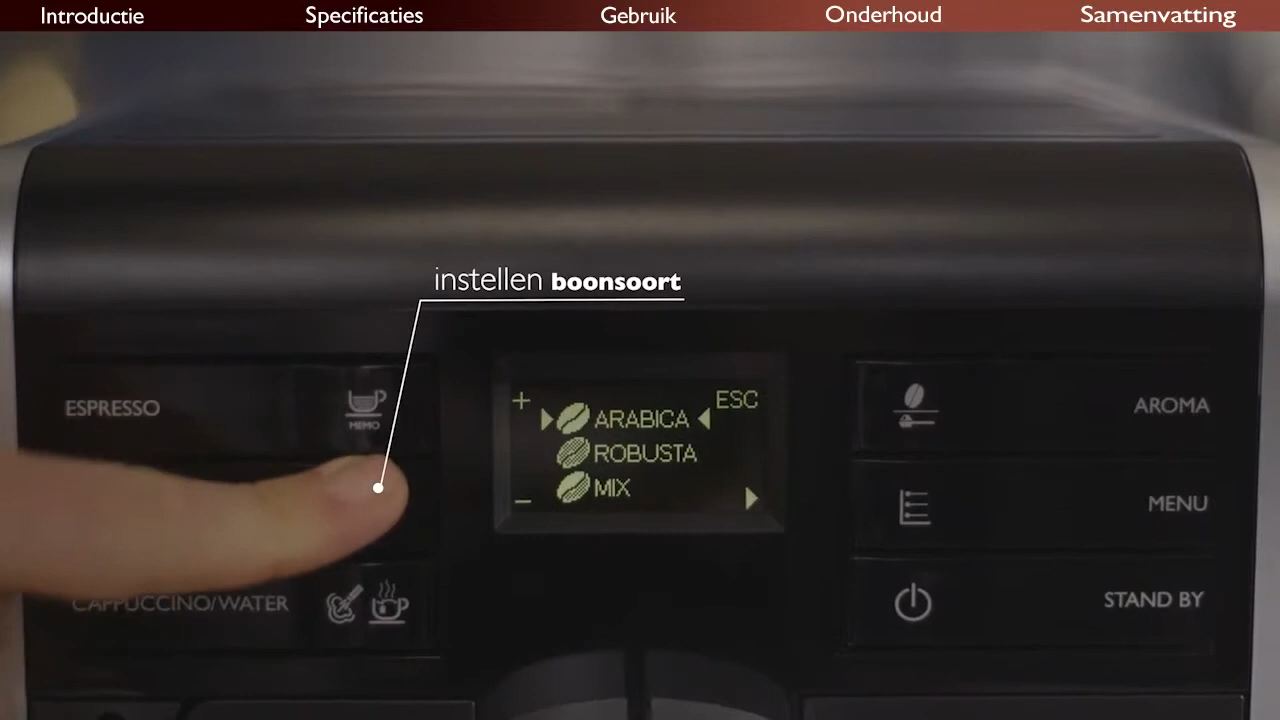 Introductie Specificaties Gebruik Onderhoud Samenvatting
instellen boonsoort
ESPRESSO
MEMO
CAPPUCCINO/WATER
+ ESC
ARABICA
ROBUSTA
MIX
–
AROMA
MENU
STAND BY